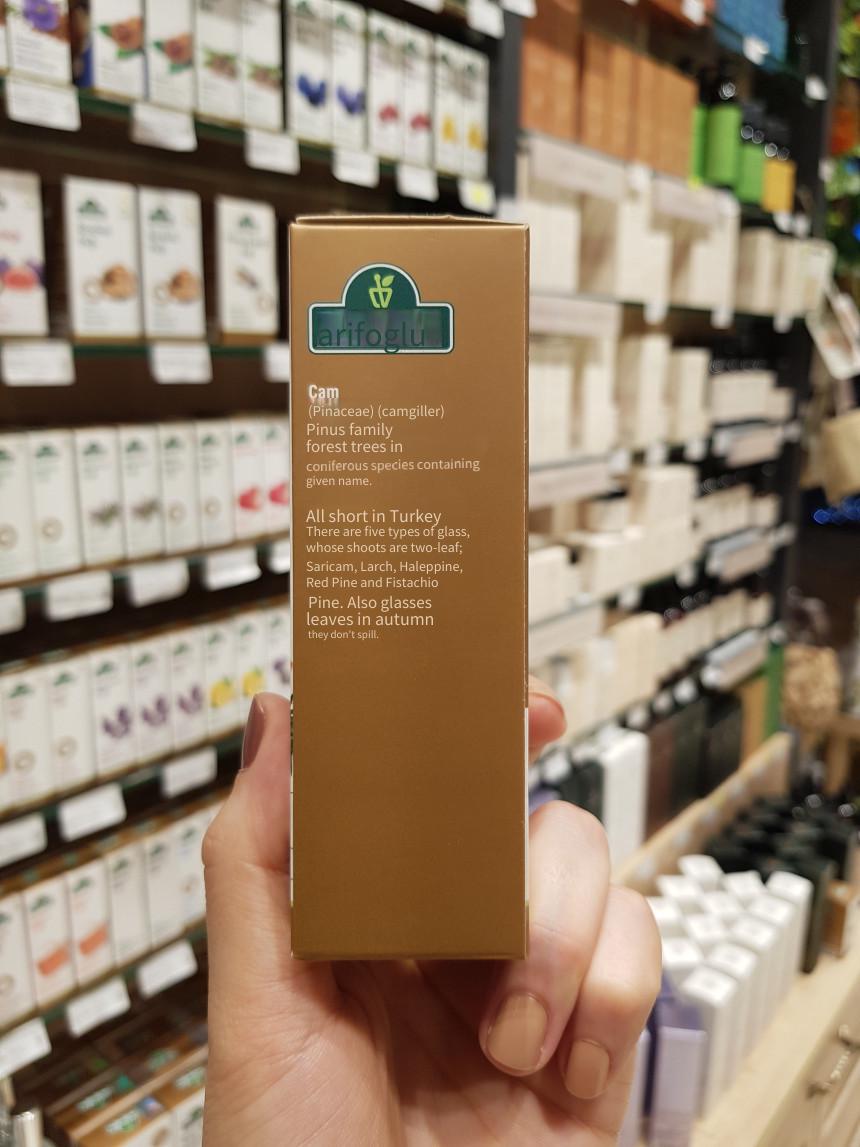 arifoglu
Cam
(Pinaceae) (camgiller)
Pinus family
forest trees in
coniferous species containing
given name.
All short in Turkey
There are five types of glass,
whose shoots are two-leaf;
Saricam, Larch, Haleppine,
Red Pine and Fistachio
Pine. Also glasses
leaves in autumn
they don't spill.